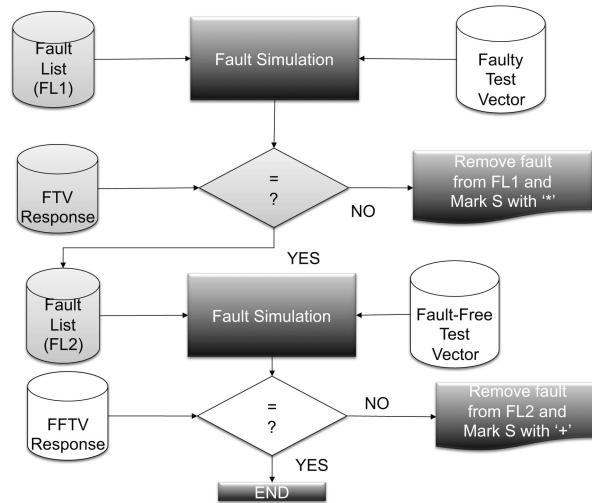 Fault
List
(FL1)
Fault Simulation
Faulty
Test
Vector
FTV
Response
=
?
NO
Remove fault
from FL1 and
Mark S with ‘*’
YES
Fault
List
(FL2)
Fault Simulation
Fault-Free
Test
Vector
FFTV
Response
=
?
NO
Remove fault
from FL2 and
Mark S with ‘+’
YES
END